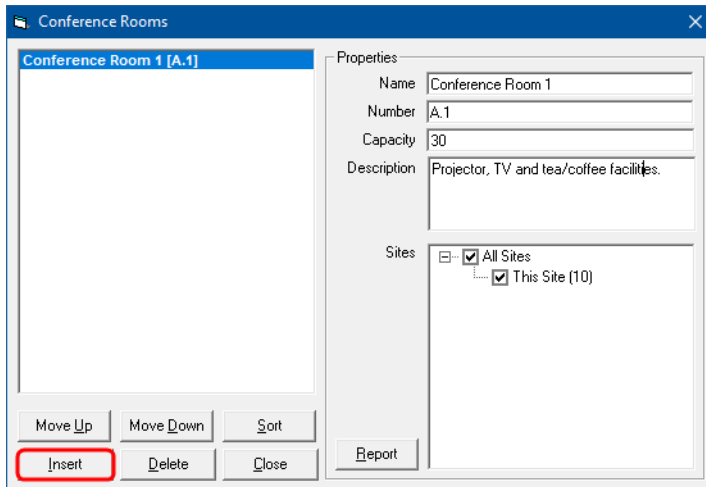 Conference Rooms
Conference Room 1 [A.1]
Properties
Name Conference Room 1
Number A.1
Capacity 30
Description Projector, TV and tea/coffee facilities.
Sites All Sites
This Site (10)
Move Up Move Down Sort
Insert Delete Close
Report